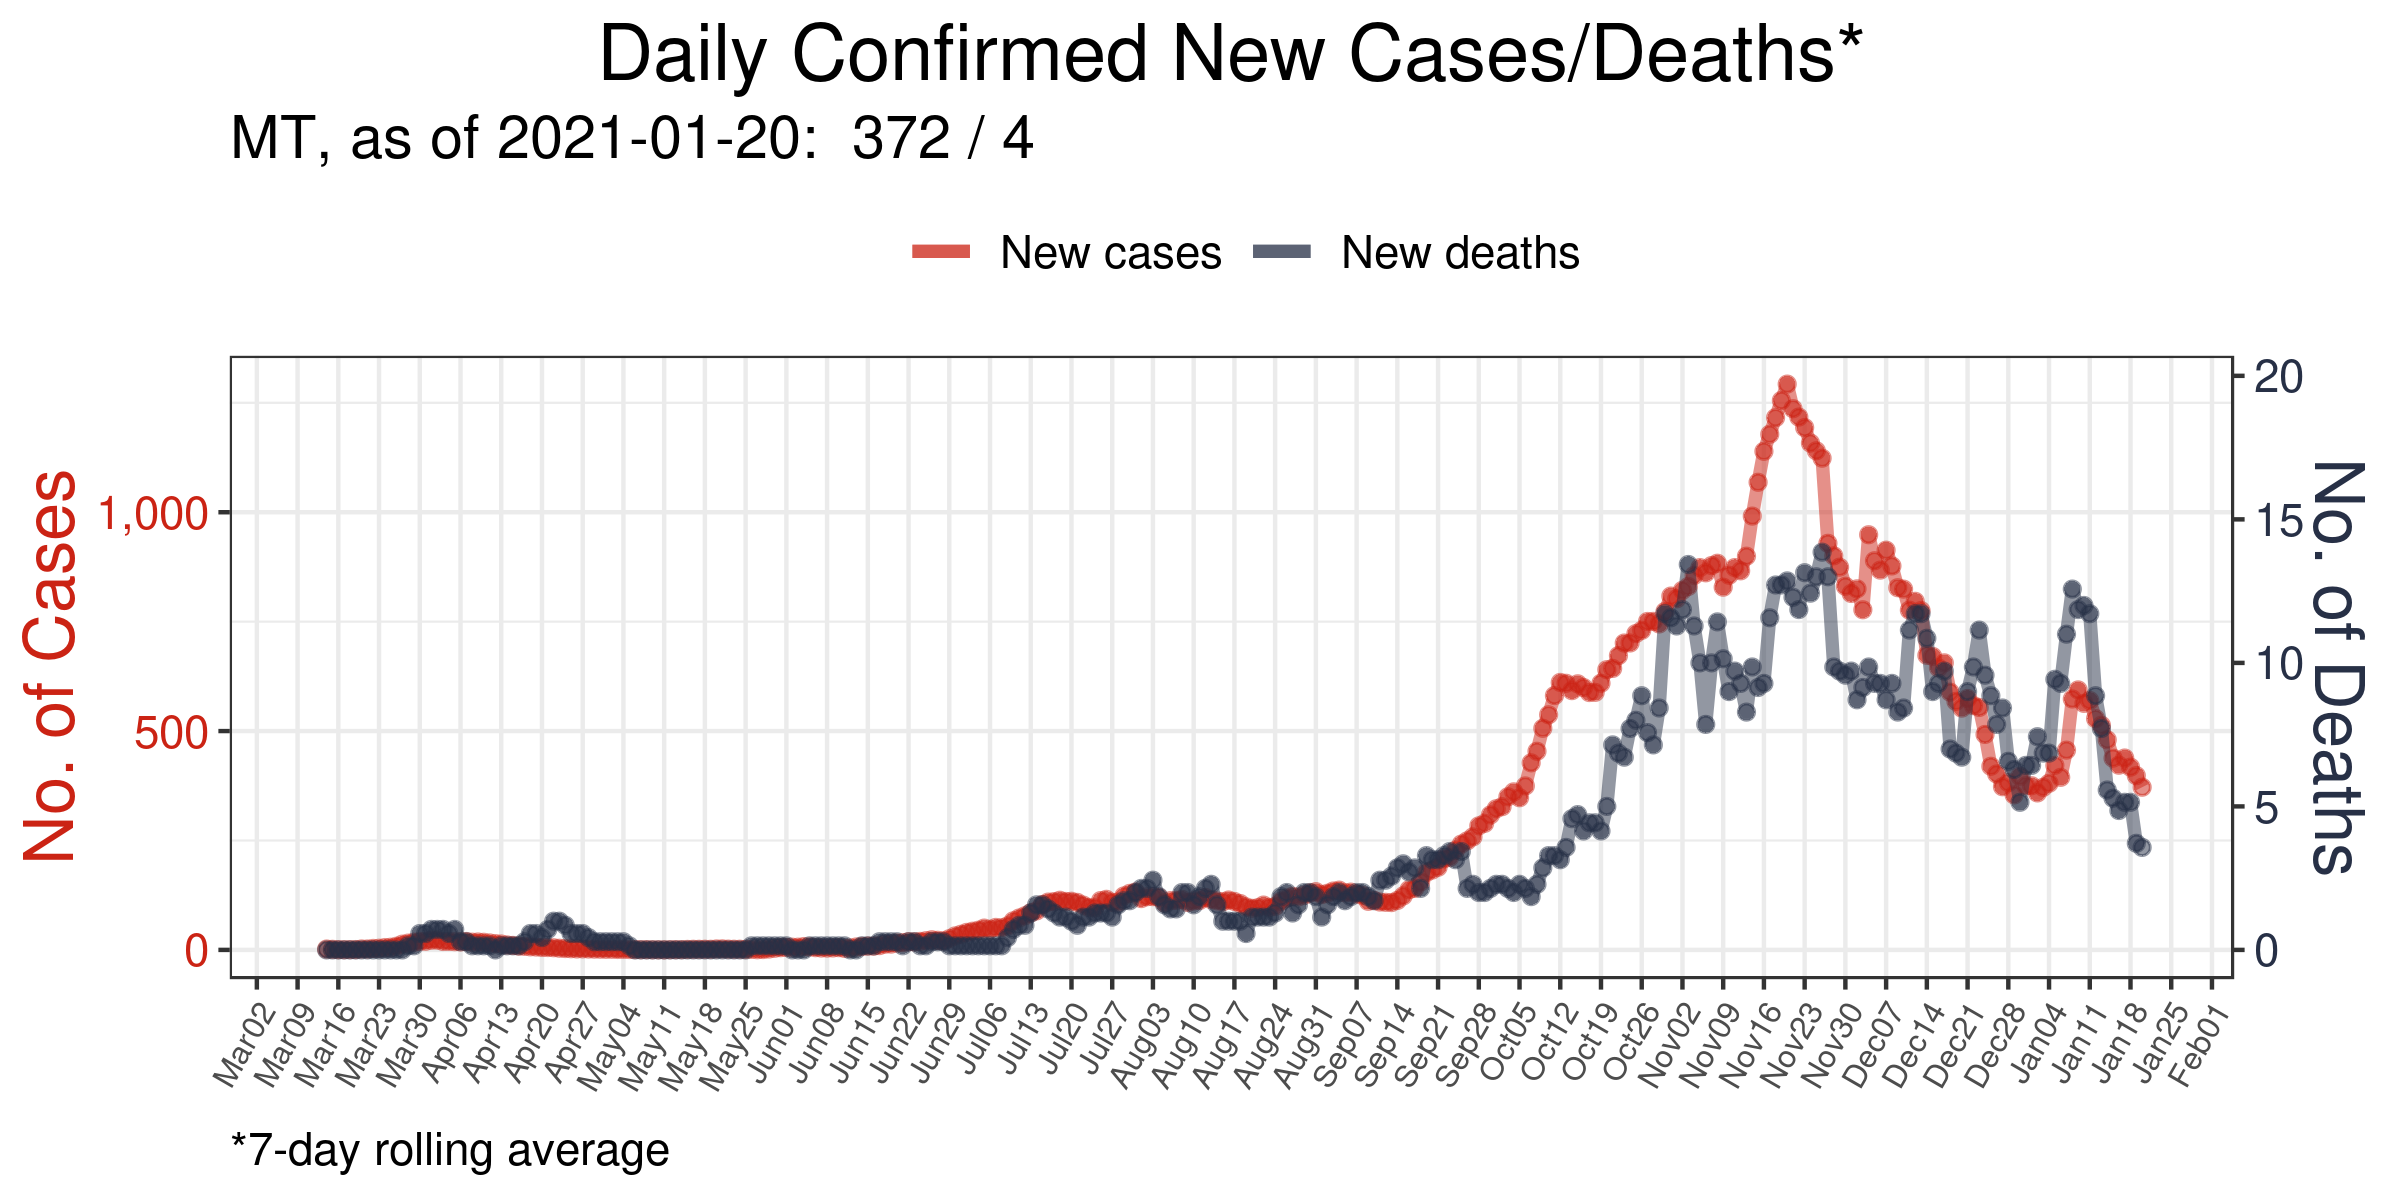 Daily Confirmed New Cases/Deaths*
MT, as of 2021-01-20:  372 / 4
New cases
New deaths
No. of Cases
1,000
500
0
20
15
10
5
0
No. of Deaths
Mar02
Mar09
Mar16
Mar23
Mar30
Apr06
Apr13
Apr20
Apr27
May04
May11
May18
May25
Jun01
Jun08
Jun15
Jun22
Jun29
Jul06
Jul13
Jul20
Jul27
Aug03
Aug10
Aug17
Aug24
Aug31
Sep07
Sep14
Sep21
Sep28
Oct05
Oct12
Oct19
Oct26
Nov02
Nov09
Nov16
Nov23
Nov30
Dec07
Dec14
Dec21
Dec28
Jan04
Jan11
Jan18
Jan25
Feb01
*7-day rolling average